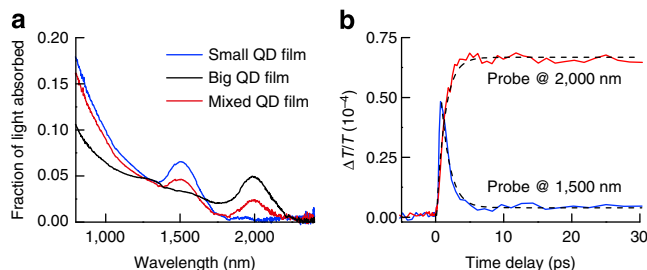 a
0.20
0.15
0.10
0.05
0.00
Fraction of light absorbed
Small QD film
Big QD film
Mixed QD film
1,000
1,500
2,000
Wavelength (nm)
b
0.75
0.50
0.25
0.00
ΔT/T (10⁻⁴)
Probe @ 2,000 nm
Probe @ 1,500 nm
0
10
20
30
Time delay (ps)